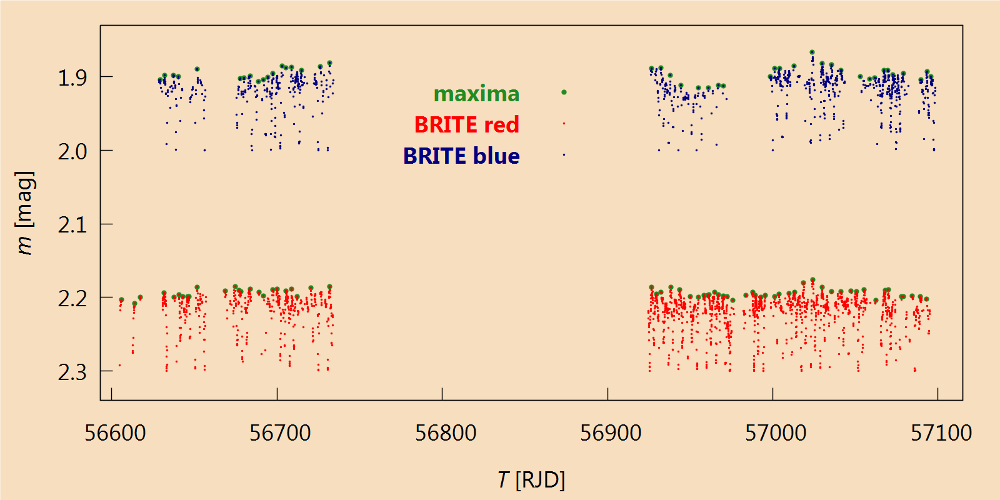 1.9
2.0
2.1
2.2
2.3
m [mag]
maxima
BRITE red
BRITE blue
56600 56700 56800 56900 57000 57100
T [RJD]